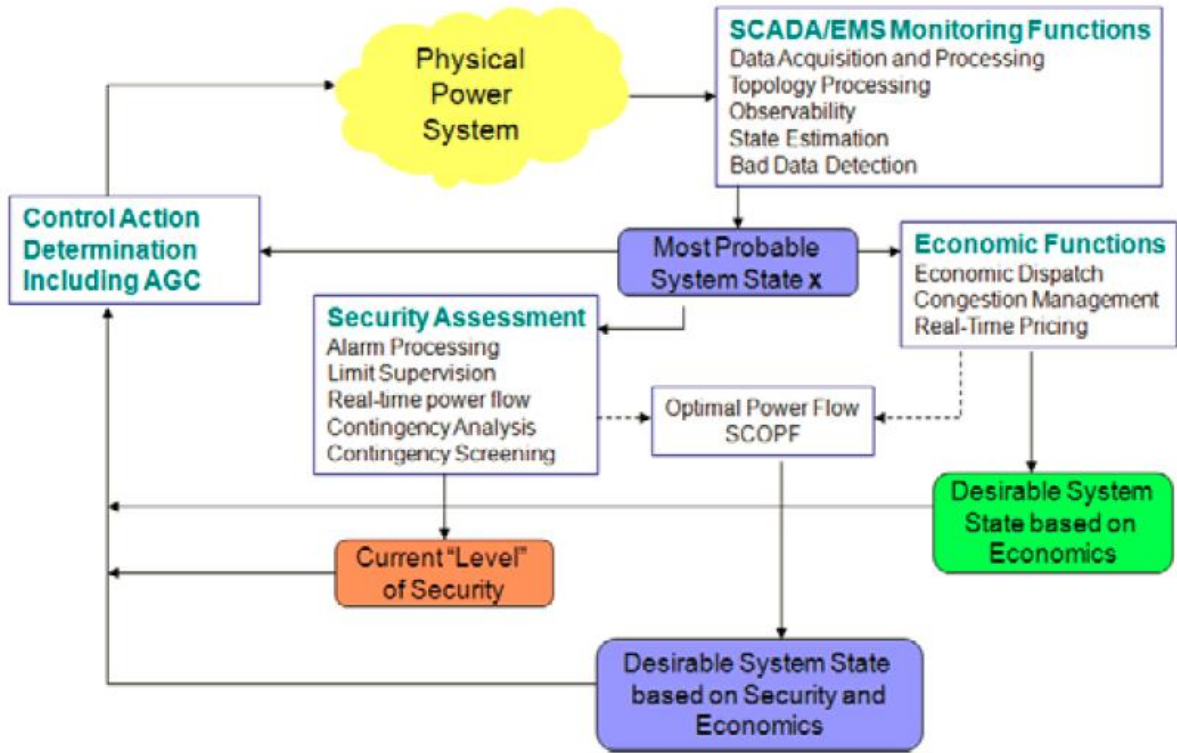 Physical
Power
System
SCADA/EMS Monitoring Functions
Data Acquisition and Processing
Topology Processing
Observability
State Estimation
Bad Data Detection
Control Action
Determination
Including AGC
Most Probable
System State x
Economic Functions
Economic Dispatch
Congestion Management
Real-Time Pricing
Security Assessment
Alarm Processing
Limit Supervision
Real-time power flow
Contingency Analysis
Contingency Screening
Optimal Power Flow
SCOPF
Desirable System
State based on
Economics
Current “Level”
of Security
Desirable System State
based on Security and
Economics